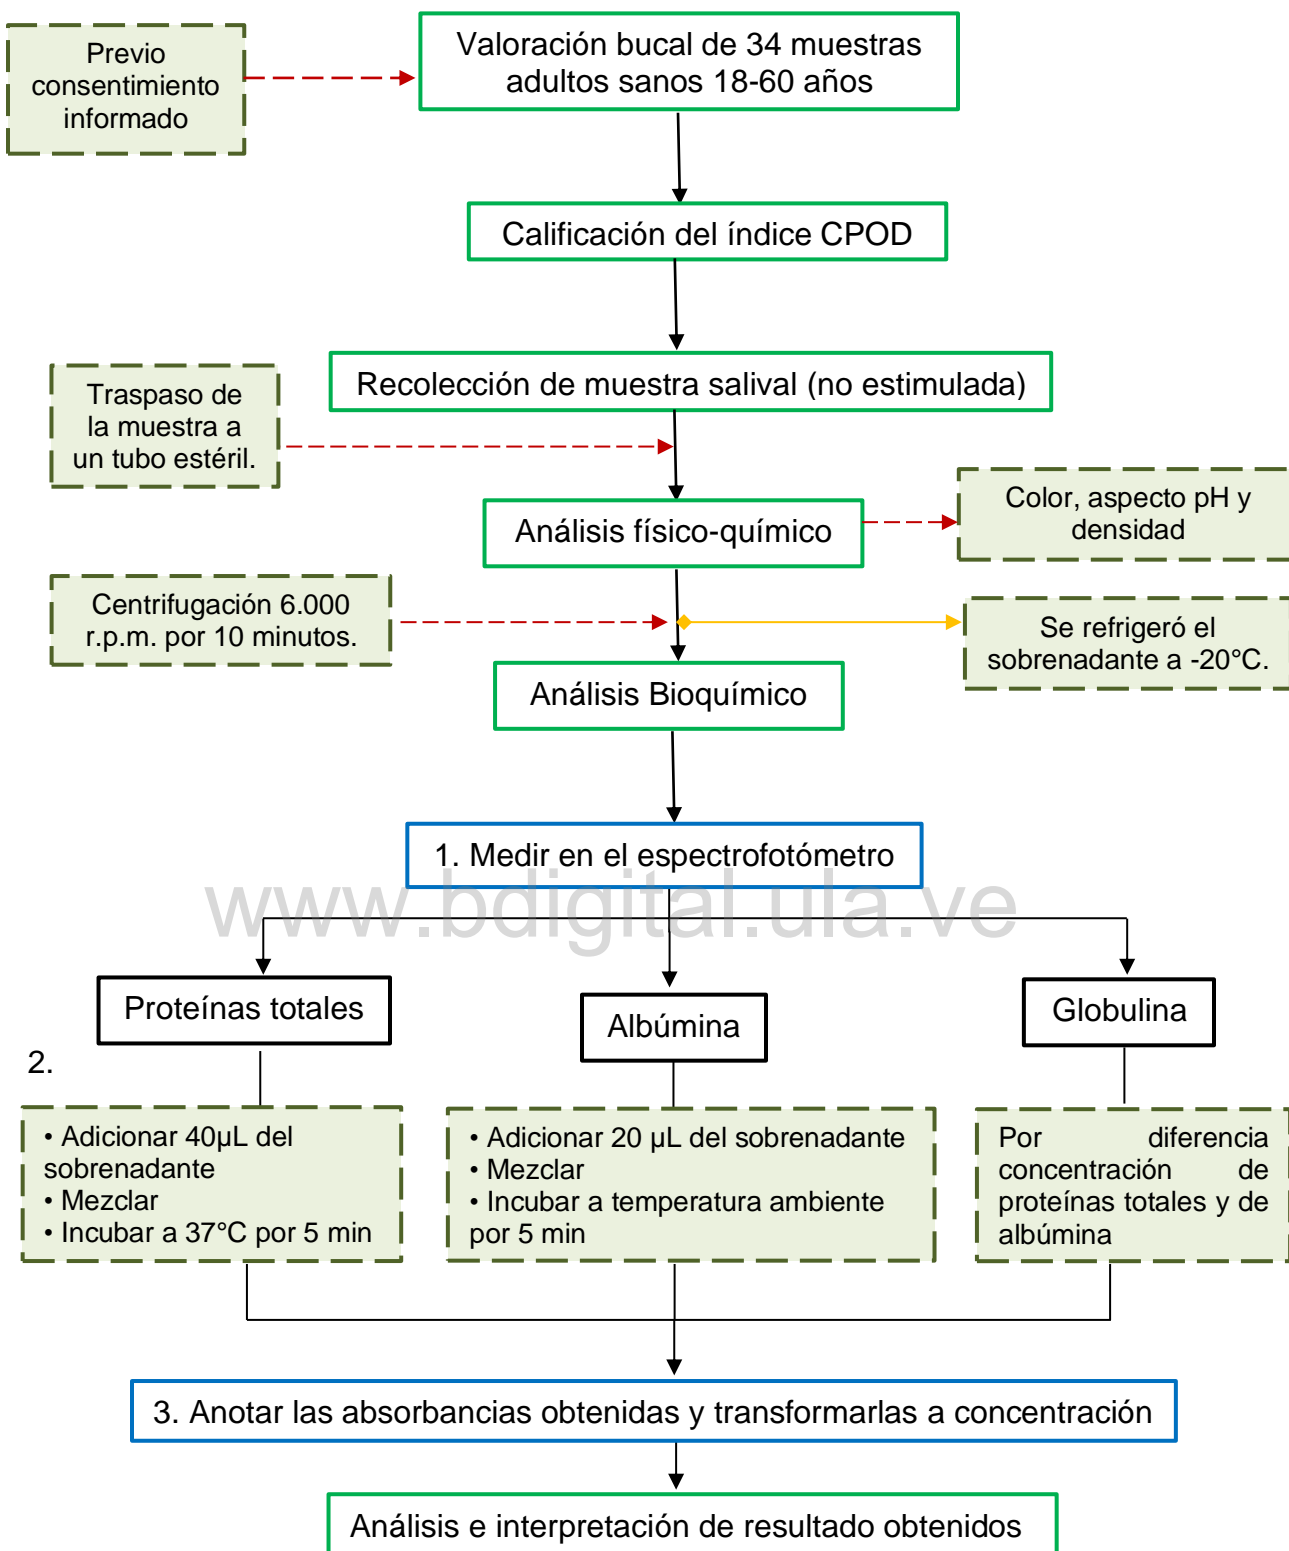 Previo
consentimiento
informado
Valoración bucal de 34 muestras
adultos sanos 18-60 años
Calificación del índice CPOD
Recolección de muestra salival (no estimulada)
Traspaso de
la muestra a
un tubo estéril.
Análisis físico-químico
Color, aspecto pH y
densidad
Centrifugación 6.000
r.p.m. por 10 minutos.
Se refrigeró el
sobrenadante a -20°C.
Análisis Bioquímico
1. Medir en el espectrofotómetro
www.bdigital.ula.ve
Proteínas totales
Albúmina
Globulina
2.
• Adicionar 40µL del
sobrenadante
• Mezclar
• Incubar a 37°C por 5 min
• Adicionar 20 µL del sobrenadante
• Mezclar
• Incubar a temperatura ambiente
por 5 min
Por diferencia
concentración de
proteínas totales y de
albúmina
3. Anotar las absorbancias obtenidas y transformarlas a concentración
Análisis e interpretación de resultado obtenidos